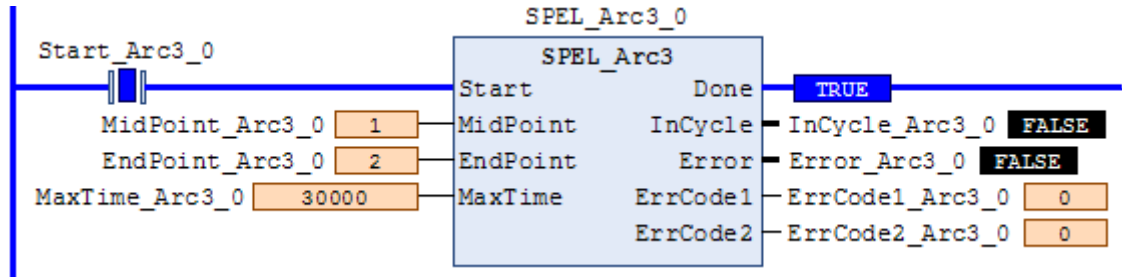 SPEL_Arc3_0
Start_Arc3_0
SPEL_Arc3
Start Done TRUE
MidPoint_Arc3_0 1 MidPoint InCycle InCycle_Arc3_0 FALSE
EndPoint_Arc3_0 2 EndPoint Error Error_Arc3_0 FALSE
MaxTime_Arc3_0 30000 MaxTime ErrCode1 ErrCode1_Arc3_0 0
ErrCode2 ErrCode2_Arc3_0 0